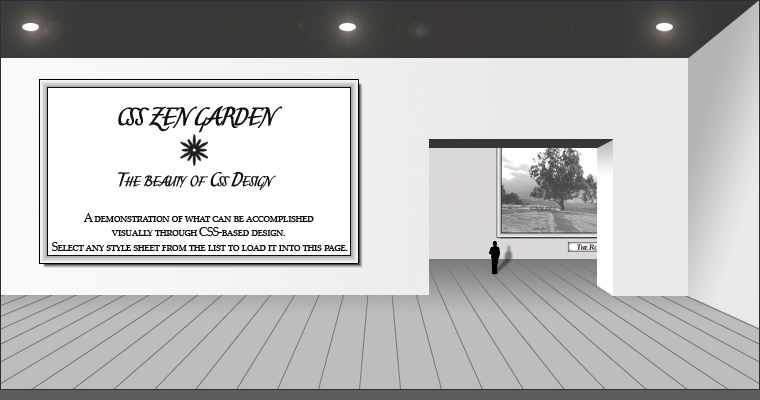 CSS Zen Garden
The Beauty of Css Design
A demonstration of what can be accomplished
visually through CSS-based design.
Select any style sheet from the list to load it into this page.
The Ro